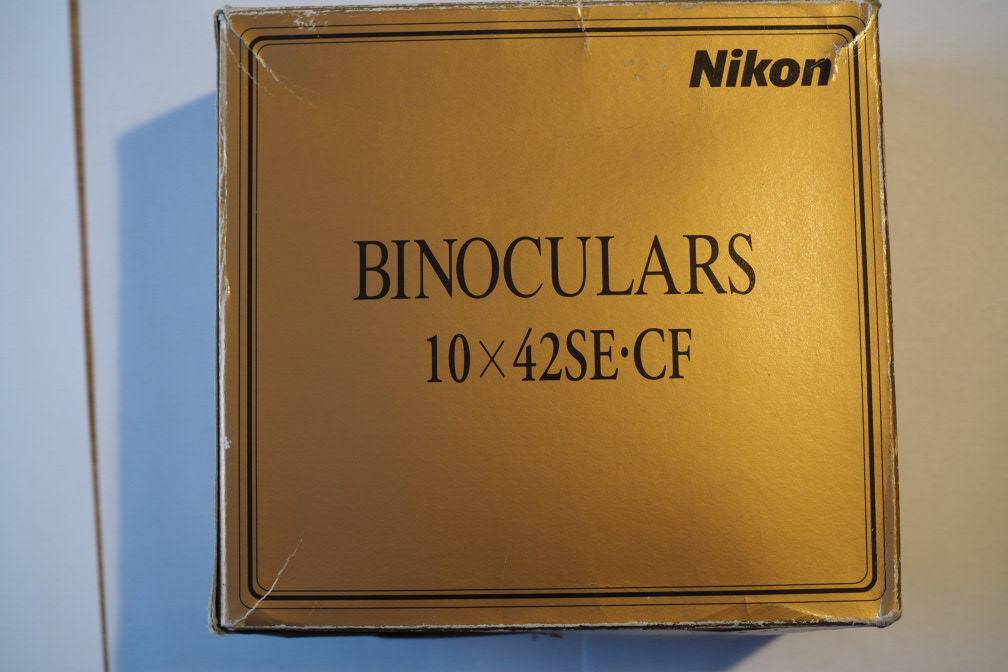 Nikon
BINOCULARS
10×42SE·CF